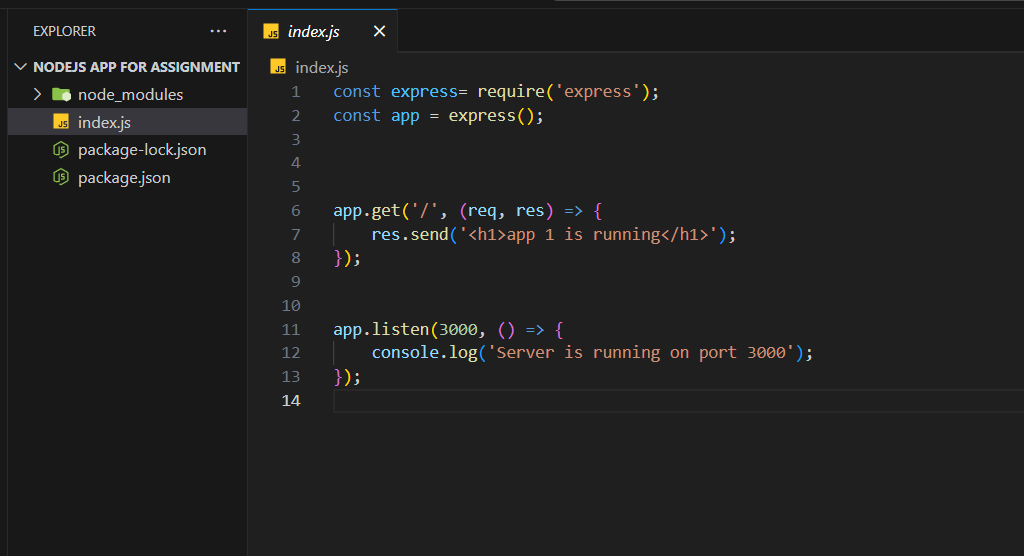 EXPLORER
NODEJS APP FOR ASSIGNMENT
node_modules
JS index.js
package-lock.json
package.json
JS index.js
JS index.js
1 const express= require('express');
2 const app = express();
3
4
5
6 app.get('/', (req, res) => {
7     res.send('<h1>app 1 is running</h1>');
8 });
9
10
11 app.listen(3000, () => {
12     console.log('Server is running on port 3000');
13 });
14